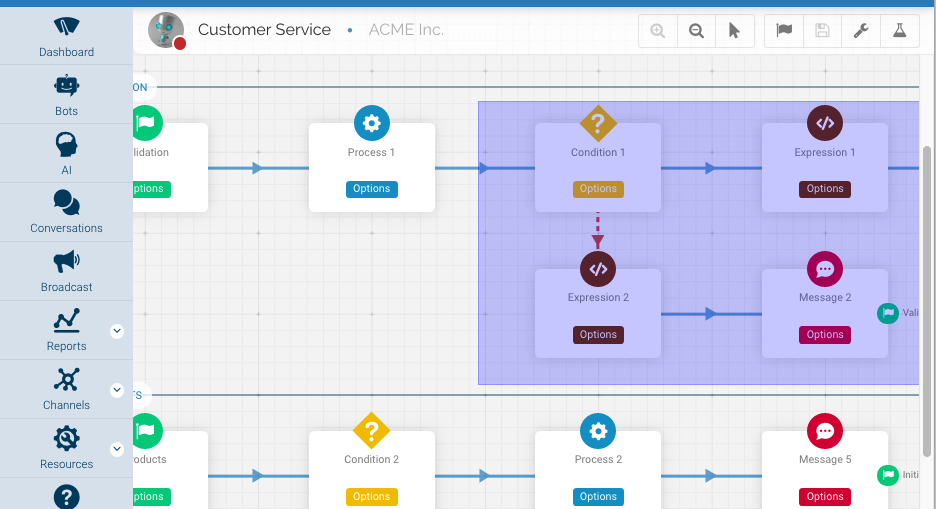 Customer Service • ACME Inc.
Dashboard
Bots
AI
Conversations
Broadcast
Reports
Channels
Resources
ON
lidation
Process 1
Condition 1
Expression 1
ptions
Options
Options
Options
Expression 2
Message 2
Vali
Options
Options
TS
oducts
Condition 2
Process 2
Message 5
Initi
ptions
Options
Options
Options